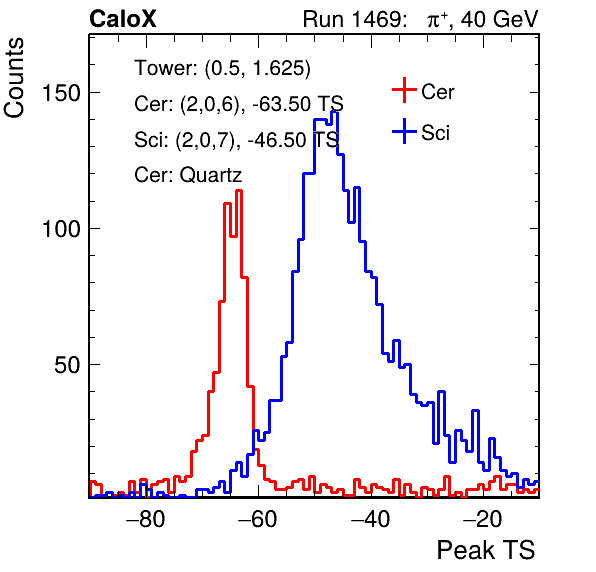 CaloX Run 1469: π⁺, 40 GeV
Counts
Tower: (0.5, 1.625)
Cer: (2,0,6), -63.50 TS
Sci: (2,0,7), -46.50 TS
Cer: Quartz
Cer
Sci
150
100
50
−80 −60 −40 −20
Peak TS